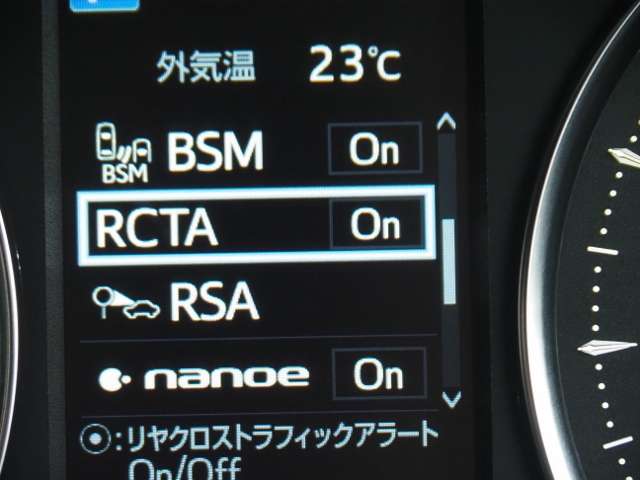 外気温 23℃
BSM BSM On
RCTA On
RSA
nanoe On
⦿:リヤクロストラフィックアラート
On/Off